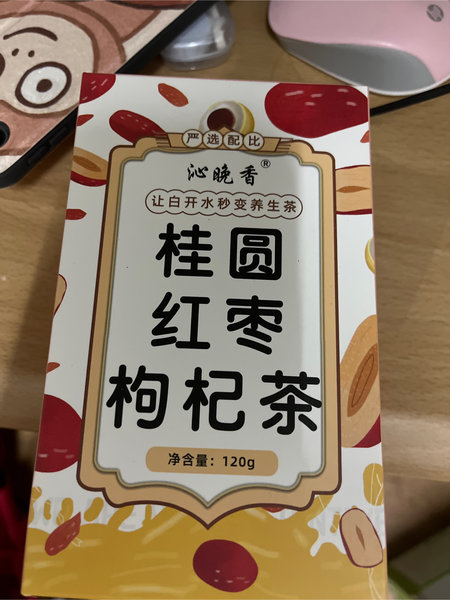 严选配比
沁晚香®
让白开水秒变养生茶
桂圆
红枣
枸杞茶
净含量：120g